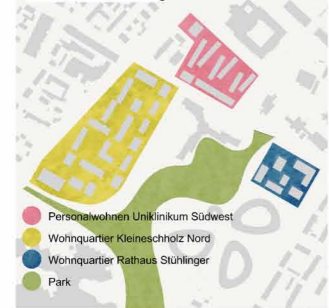 Personalwohnen Uniklinikum Südwest
Wohnquartier Kleineschholz Nord
Wohnquartier Rathaus Stühlinger
Park